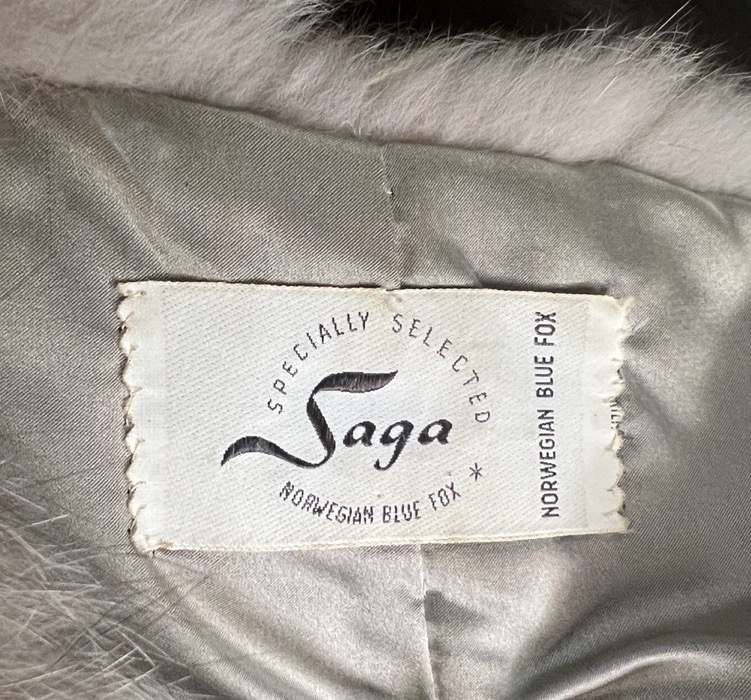 SPECIALLY SELECTED
Saga
NORWEGIAN BLUE FOX *
NORWEGIAN BLUE FOX